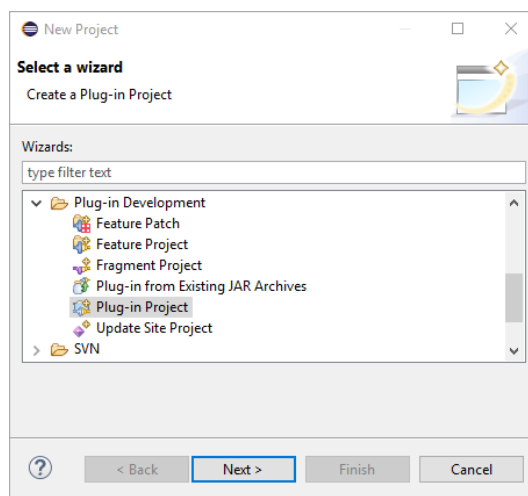 New Project
Select a wizard
Create a Plug-in Project
Wizards:
type filter text
Plug-in Development
Feature Patch
Feature Project
Fragment Project
Plug-in from Existing JAR Archives
Plug-in Project
Update Site Project
SVN
?
< Back Next > Finish Cancel